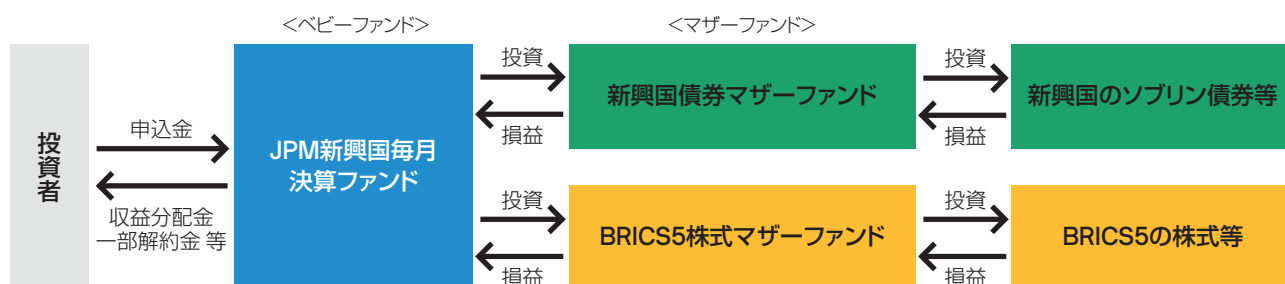 <ベビーファンド>
<マザーファンド>
投資者
申込金
収益分配金
一部解約金 等
JPM新興国毎月
決算ファンド
投資
損益
新興国債券マザーファンド
投資
損益
新興国のソブリン債券等
投資
損益
BRICS5株式マザーファンド
投資
損益
BRICS5の株式等